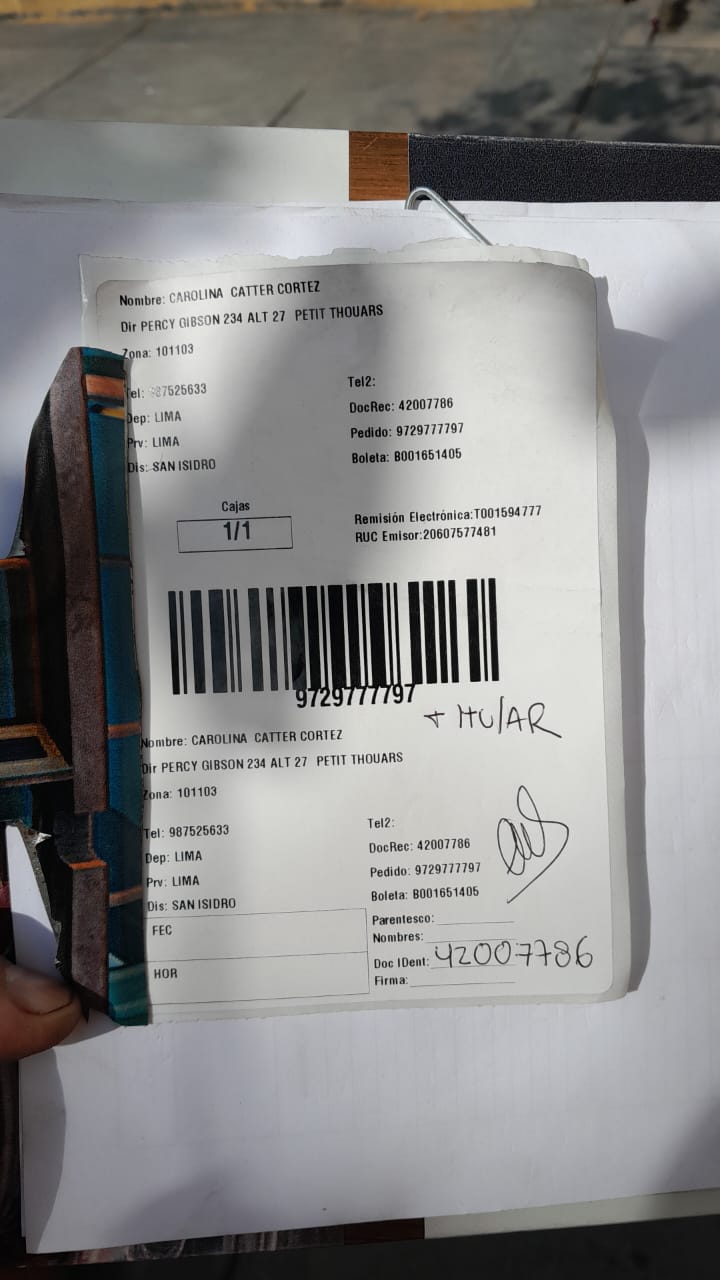 Nombre: CAROLINA CATTER CORTEZ
Dir PERCY GIBSON 234 ALT 27 PETIT THOUARS
Zona: 101103
Tel: 987525633
Tel2:
Dep: LIMA
DocRec: 42007786
Prv: LIMA
Pedido: 9729777797
Dis: SAN ISIDRO
Boleta: B001651405
Cajas
1/1
Remisión Electrónica:T001594777
RUC Emisor:20607577481
9729777797
Nombre: CAROLINA CATTER CORTEZ
Dir PERCY GIBSON 234 ALT 27 PETIT THOUARS
Zona: 101103
Tel: 987525633
Tel2:
Dep: LIMA
DocRec: 42007786
Prv: LIMA
Pedido: 9729777797
Dis: SAN ISIDRO
Boleta: B001651405
FEC
Parentesco:
Nombres:
HOR
Doc IDent: 42007786
Firma: